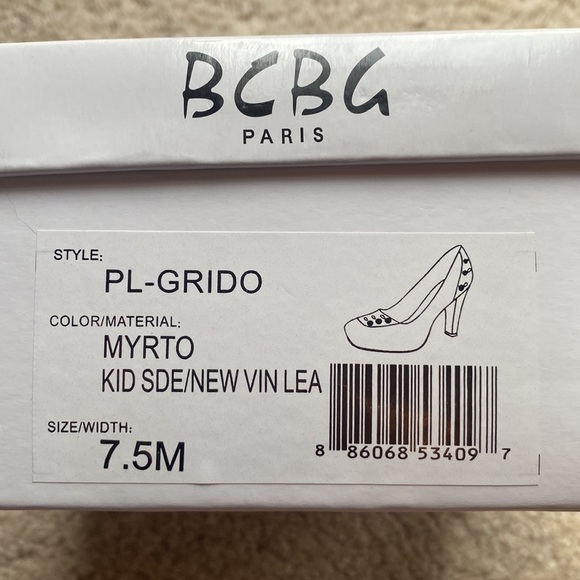 BCBG
PARIS
STYLE:
PL-GRIDO
COLOR/MATERIAL:
MYRTO
KID SDE/NEW VIN LEA
SIZE/WIDTH:
7.5M
8 86068 53409 7